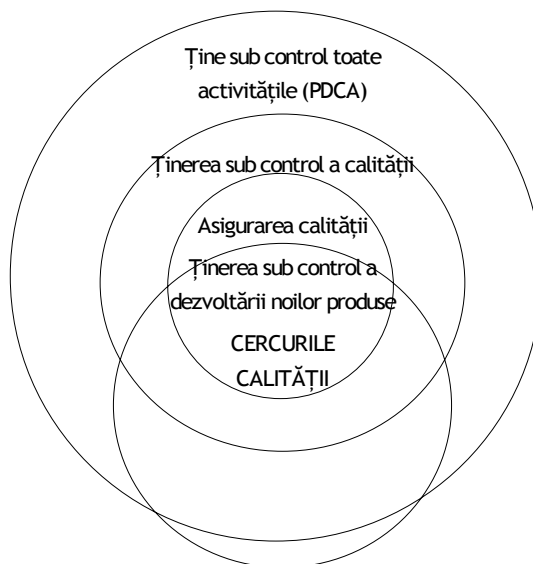 Ține sub control toate
activitățile (PDCA)
Ținerea sub control a calității
Asigurarea calității
Ținerea sub control a
dezvoltării noilor produse
CERCURILE
CALITĂȚII